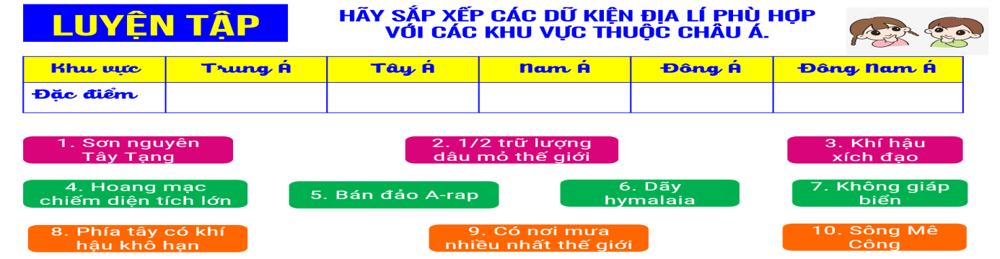 LUYỆN TẬP
HÃY SẮP XẾP CÁC DỮ KIỆN ĐỊA LÍ PHÙ HỢP
VỚI CÁC KHU VỰC THUỘC CHÂU Á.
Khu vực Trung Á Tây Á Nam Á Đông Á Đông Nam Á
Đặc điểm
1. Sơn nguyên
Tây Tạng
2. 1/2 trữ lượng
dâu mỏ thế giới
3. Khí hậu
xích đạo
4. Hoang mạc
chiếm diện tích lớn
5. Bán đảo A-rap
6. Dãy
hymalaia
7. Không giáp
biển
8. Phía tây có khí
hậu khô hạn
9. Có nơi mưa
nhiều nhất thế giới
10. Sông Mê
Công